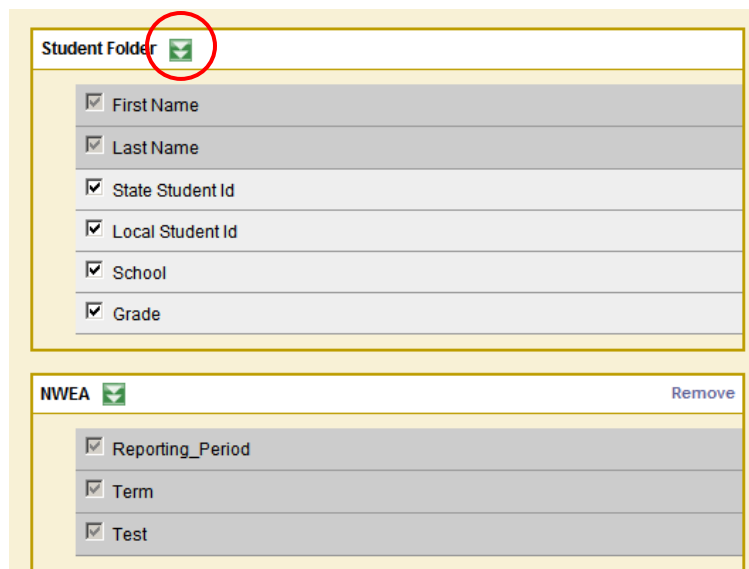 Student Folder
First Name
Last Name
State Student Id
Local Student Id
School
Grade
NWEA Remove
Reporting_Period
Term
Test